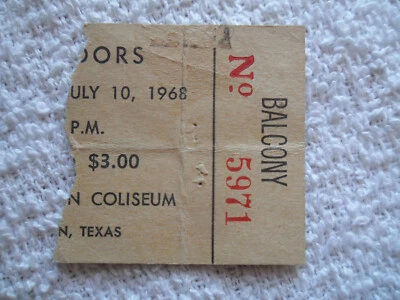 OORS
ULY 10, 1968
P.M.
$3.00
N COLISEUM
N, TEXAS
No 5971
BALCONY